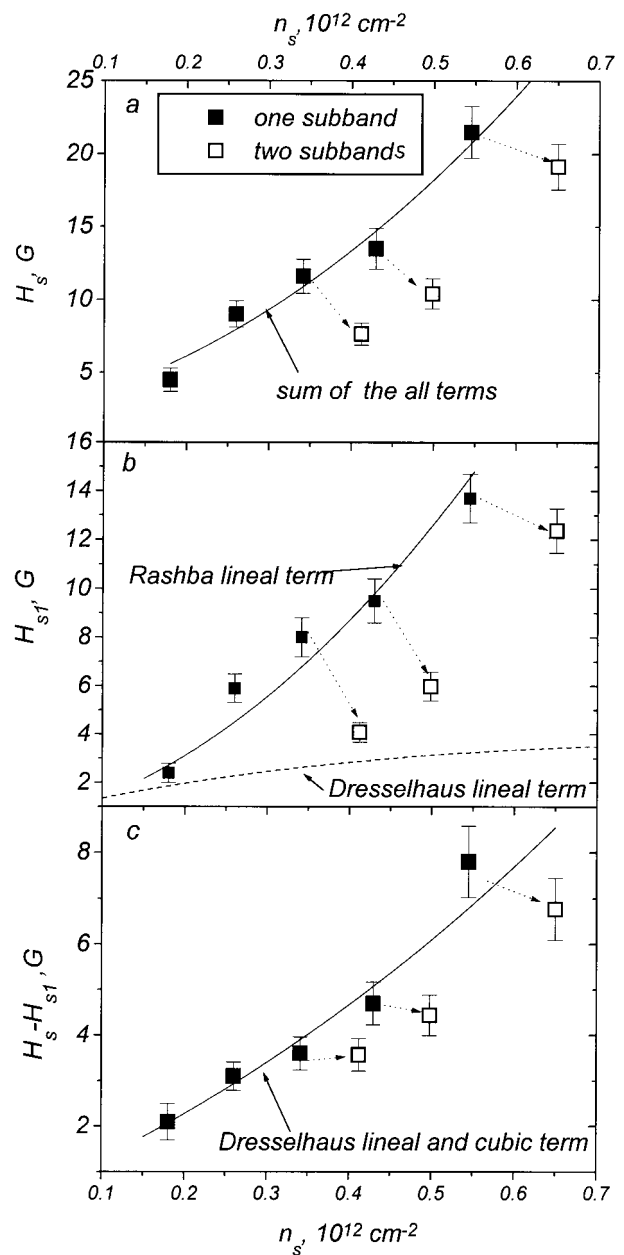 n_s, 10^12 cm^-2
0.1 0.2 0.3 0.4 0.5 0.6 0.7
25
a
one subband
two subbands
20
15
H_s, G
10
5
sum of the all terms
16
b
14
12
Rashba lineal term
10
H_s1, G
8
6
4
2
Dresselhaus lineal term
c
8
6
H_s-H_s1, G
4
2
Dresselhaus lineal and cubic term
0.1 0.2 0.3 0.4 0.5 0.6 0.7
n_s, 10^12 cm^-2